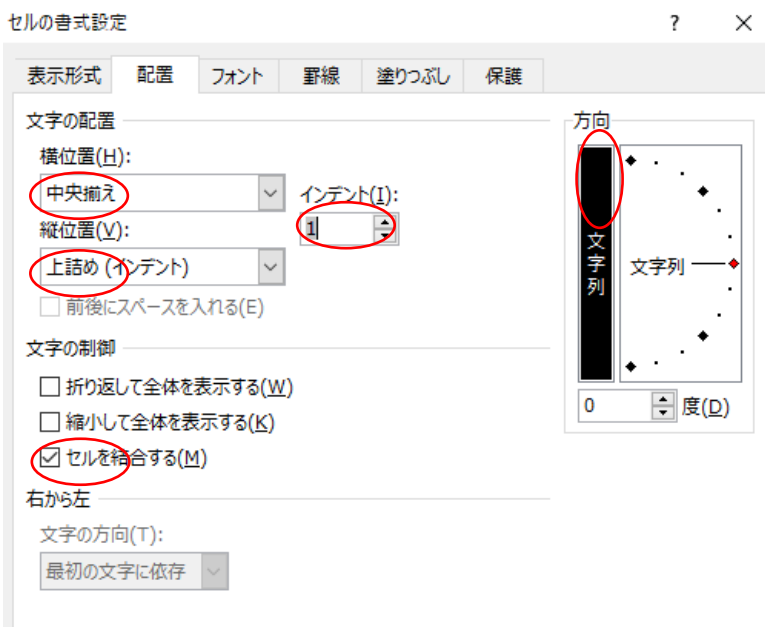 セルの書式設定 ? ×
表示形式 配置 フォント 罫線 塗りつぶし 保護
文字の配置
横位置(H):
中央揃え
インデント(I):
1
縦位置(V):
上詰め (インデント)
前後にスペースを入れる(E)
文字の制御
折り返して全体を表示する(W)
縮小して全体を表示する(K)
セルを結合する(M)
右から左
文字の方向(T):
最初の文字に依存
方向
文字列
文字列
0 度(D)